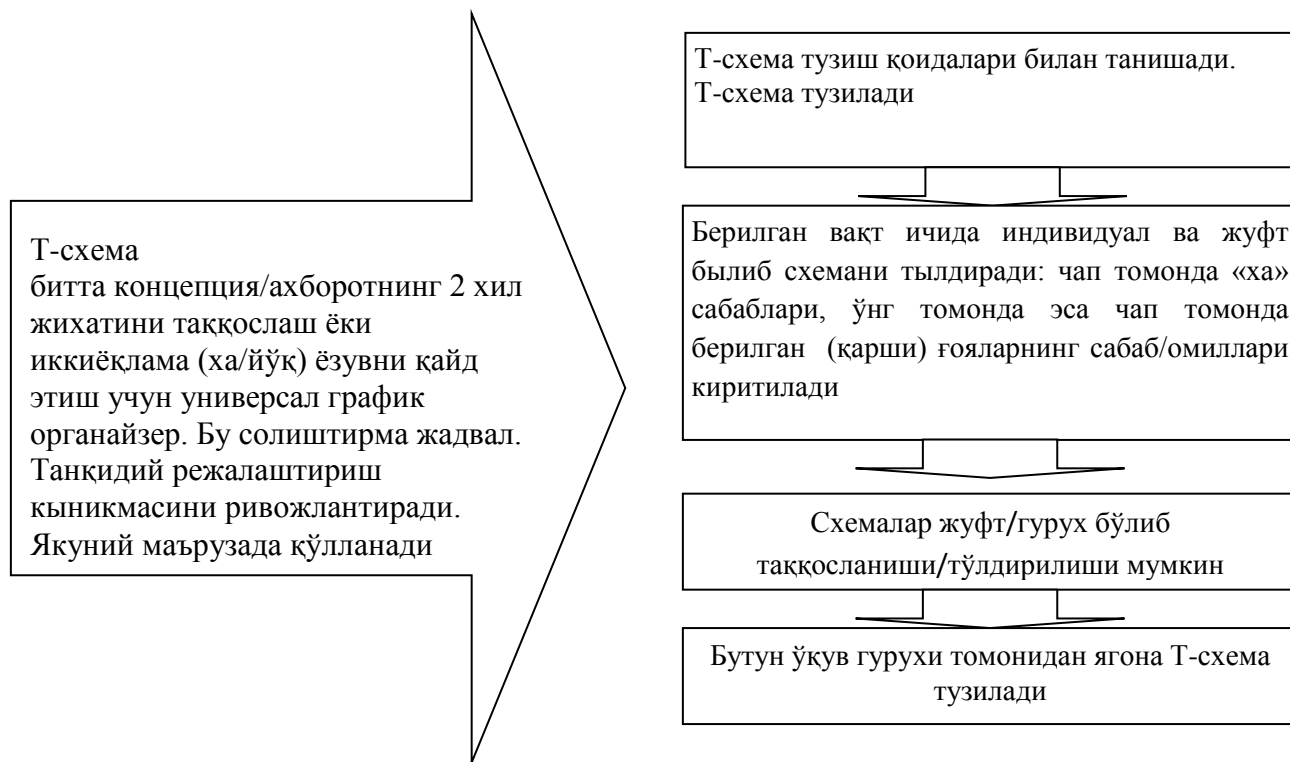 Т-схема
битта концепция/ахборотнинг 2 хил
жихатини таққослаш ёки
иккиёқлама (ха/йўқ) ёзувни қайд
этиш учун универсал график
органайзер. Бу солиштирма жадвал.
Танқидий режалаштириш
кыникмасини ривожлантиради.
Якуний маърузада қўлланади
Т-схема тузиш қоидалари билан танишади.
Т-схема тузилади
Берилган вақт ичида индивидуал ва жуфт
былиб схемани тылдиради: чап томонда «ха»
сабаблари, ўнг томонда эса чап томонда
берилган (қарши) ғояларнинг сабаб/омиллари
киритилади
Схемалар жуфт/гурух бўлиб
таққосланиши/тўлдирилиши мумкин
Бутун ўқув гурухи томонидан ягона Т-схема
тузилади